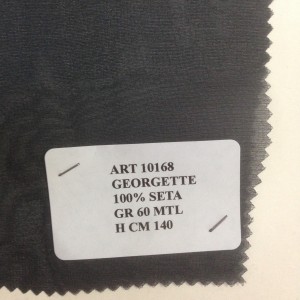 ART 10168
GEORGETTE
100% SETA
GR 60 MTL
H CM 140